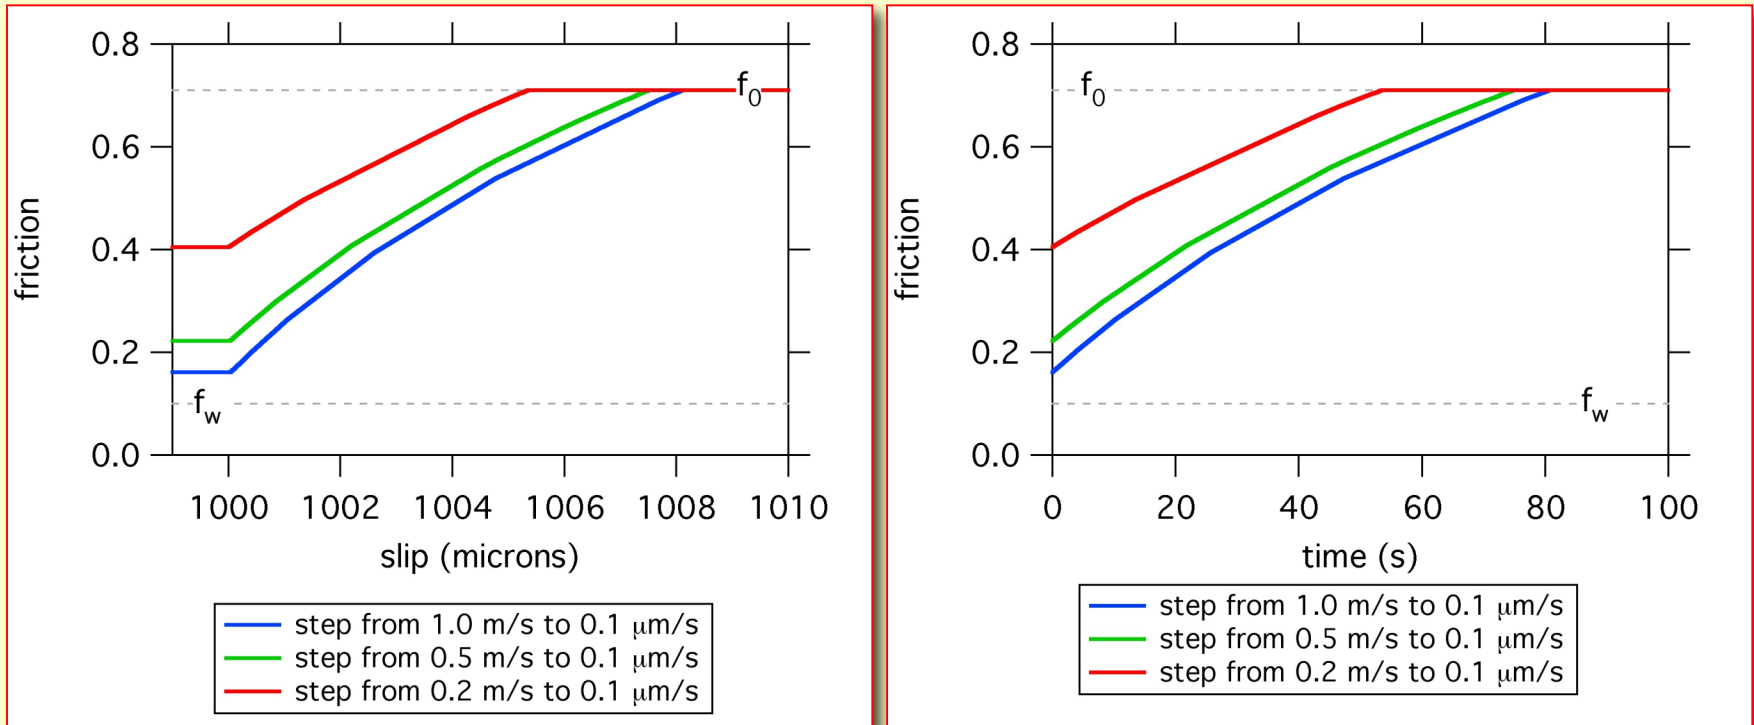 0.8
0.6
0.4
0.2
0.0
friction
f0
fw
1000 1002 1004 1006 1008 1010
slip (microns)
step from 1.0 m/s to 0.1 μm/s
step from 0.5 m/s to 0.1 μm/s
step from 0.2 m/s to 0.1 μm/s
0.8
0.6
0.4
0.2
0.0
friction
f0
fw
0 20 40 60 80 100
time (s)
step from 1.0 m/s to 0.1 μm/s
step from 0.5 m/s to 0.1 μm/s
step from 0.2 m/s to 0.1 μm/s